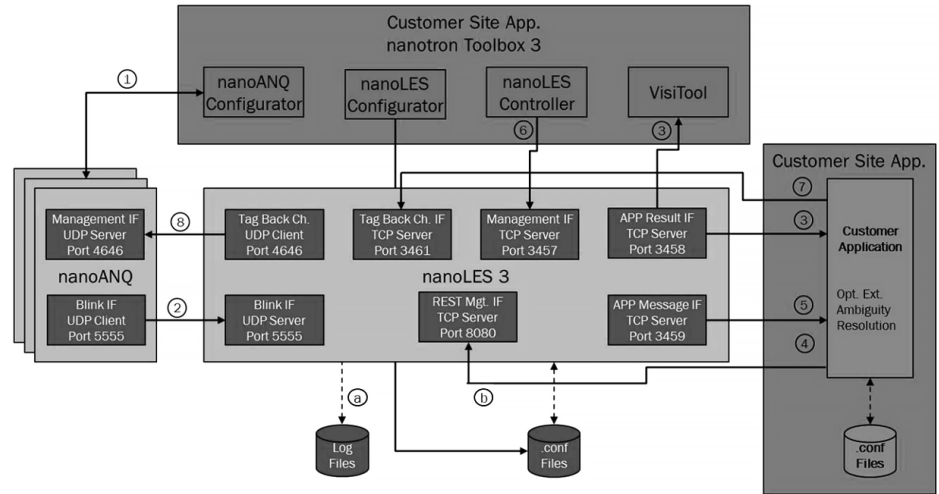 Customer Site App.
nanotron Toolbox 3
nanoANQ
Configurator
nanoLES
Configurator
nanoLES
Controller
VisiTool
1
6
3
Customer Site App.
Management IF
UDP Server
Port 4646
nanoANQ
Blink IF
UDP Client
Port 5555
8
2
Tag Back Ch.
UDP Client
Port 4646
Tag Back Ch. IF
TCP Server
Port 3461
Management IF
TCP Server
Port 3457
APP Result IF
TCP Server
Port 3458
nanoLES 3
Blink IF
UDP Server
Port 5555
REST Mgt. IF
TCP Server
Port 8080
APP Message IF
TCP Server
Port 3459
7
3
5
4
Customer
Application
Opt. Ext.
Ambiguity
Resolution
a
b
Log
Files
.conf
Files
.conf
Files